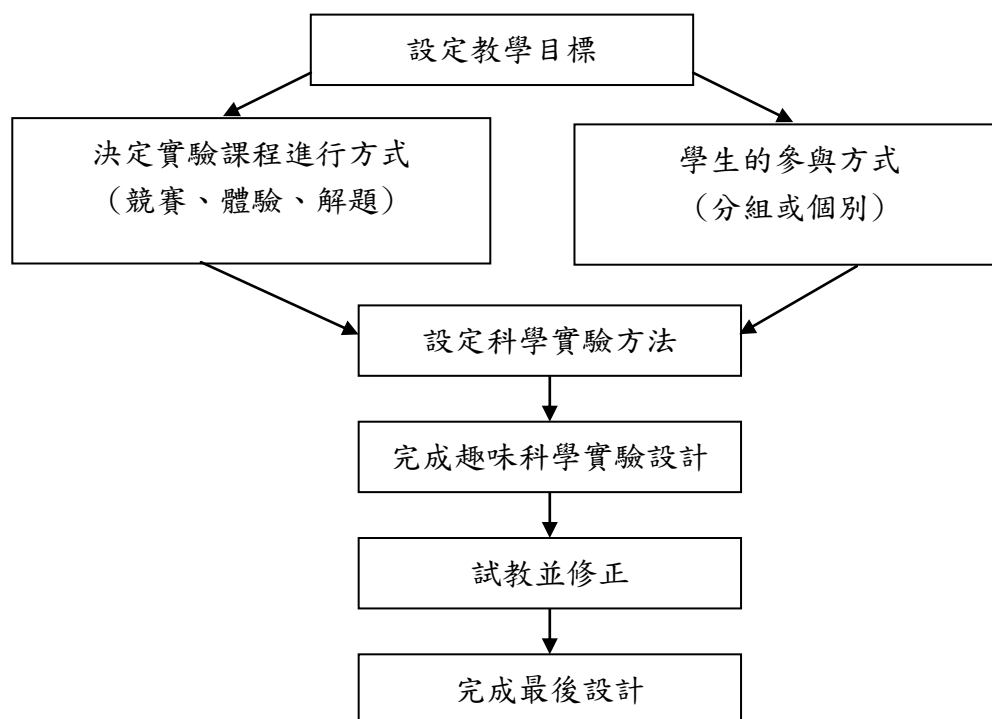 設定教學目標
決定實驗課程進行方式
（競賽、體驗、解題）
學生的參與方式
（分組或個別）
設定科學實驗方法
完成趣味科學實驗設計
試教並修正
完成最後設計